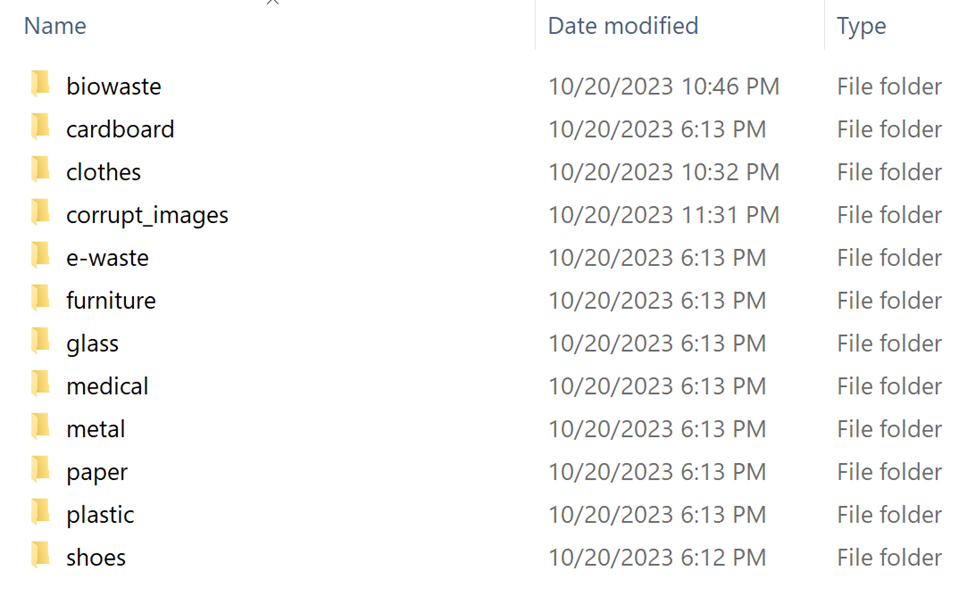 Name Date modified Type
biowaste 10/20/2023 10:46 PM File folder
cardboard 10/20/2023 6:13 PM File folder
clothes 10/20/2023 10:32 PM File folder
corrupt_images 10/20/2023 11:31 PM File folder
e-waste 10/20/2023 6:13 PM File folder
furniture 10/20/2023 6:13 PM File folder
glass 10/20/2023 6:13 PM File folder
medical 10/20/2023 6:13 PM File folder
metal 10/20/2023 6:13 PM File folder
paper 10/20/2023 6:13 PM File folder
plastic 10/20/2023 6:13 PM File folder
shoes 10/20/2023 6:12 PM File folder